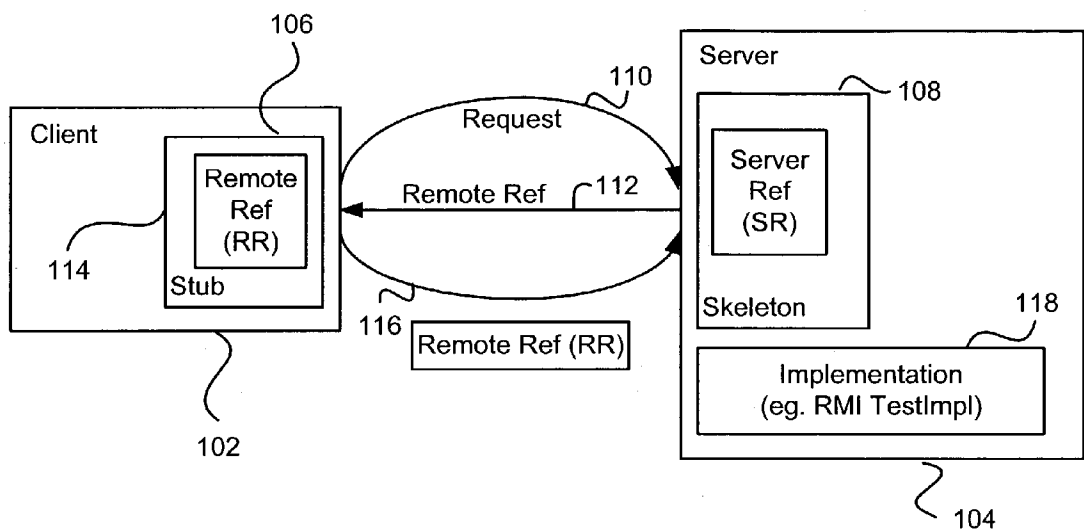 106
110
Server
108
Client
Request
Remote
Ref
(RR)
Server
Ref
(SR)
Remote Ref
112
114
Stub
116
Skeleton
118
Remote Ref (RR)
Implementation
(eg. RMI TestImpl)
102
104